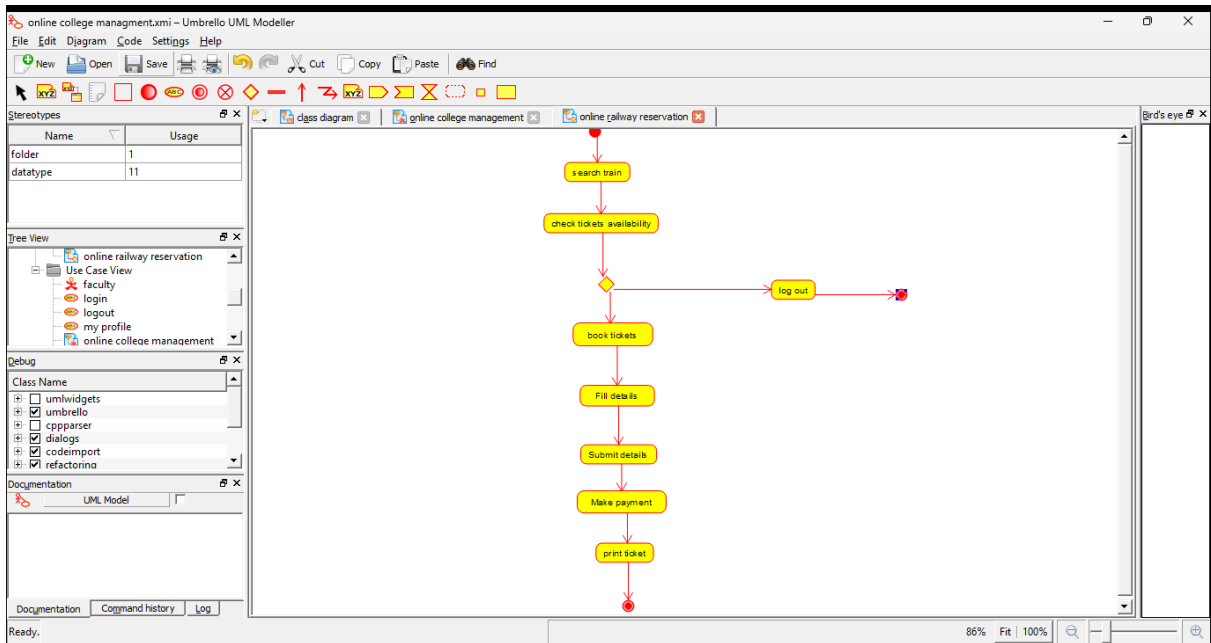 online college managment.xmi – Umbrello UML Modeller
File Edit Diagram Code Settings Help
New Open Save Cut Copy Paste Find
XYZ ABC XYZ
Stereotypes
Name Usage
folder 1
datatype 11
Tree View
online railway reservation
Use Case View
faculty
login
logout
my profile
online college management
Debug
Class Name
umlwidgets
umbrello
cppparser
dialogs
codeimport
refactoring
Documentation
UML Model
Documentation Command history Log
class diagram online college management online railway reservation
search train
check tickets availability
log out
book tickets
Fill details
Submit details
Make payment
print ticket
Bird's eye
Ready.
86% Fit 100%